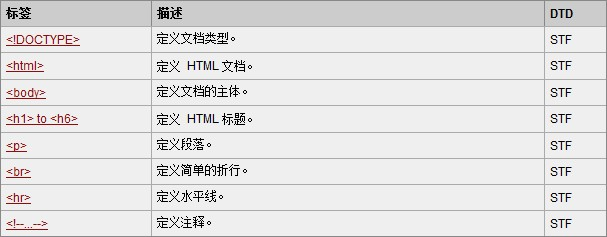 标签 描述 DTD
<!DOCTYPE> 定义文档类型。 STF
<html> 定义 HTML 文档。 STF
<body> 定义文档的主体。 STF
<h1> to <h6> 定义 HTML 标题。 STF
<p> 定义段落。 STF
<br> 定义简单的折行。 STF
<hr> 定义水平线。 STF
<!--...--> 定义注释。 STF